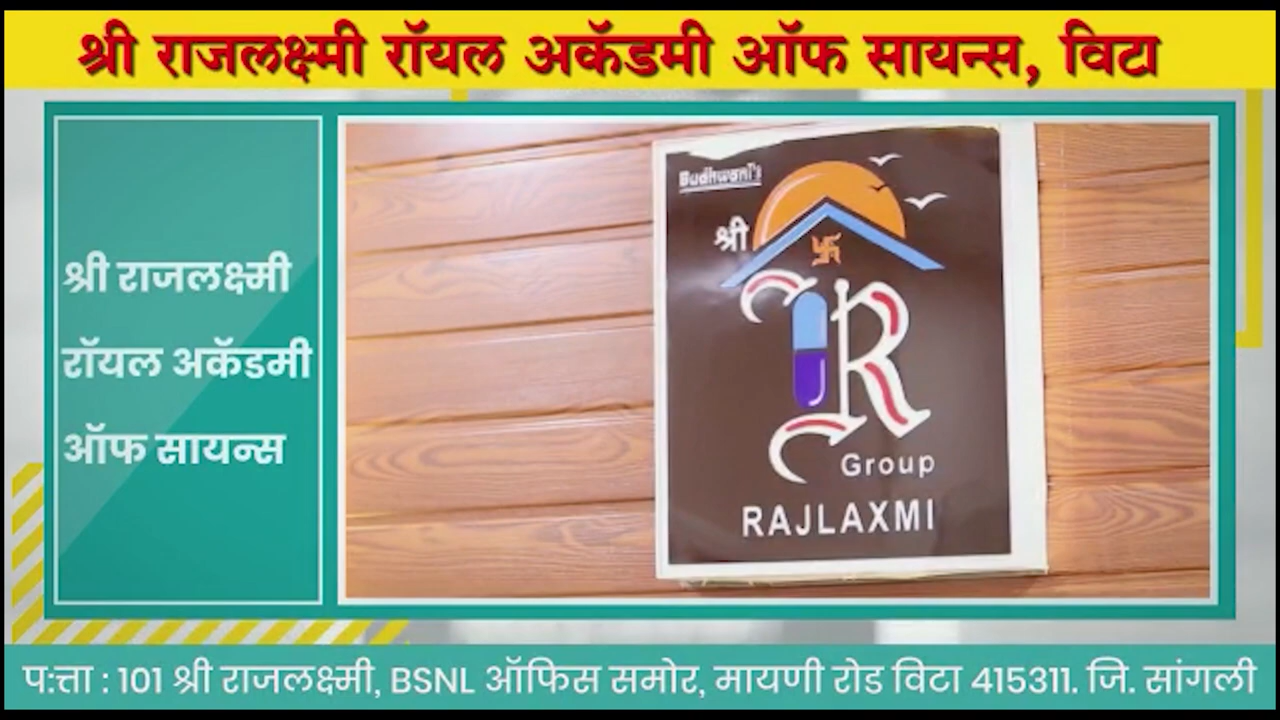 श्री राजलक्ष्मी रॉयल अकॅडमी ऑफ सायन्स, विटा
श्री राजलक्ष्मी
रॉयल अकॅडमी
ऑफ सायन्स
Budhwani's
श्री
R
Group
RAJLAXMI
प:त्ता : 101 श्री राजलक्ष्मी, BSNL ऑफिस समोर, मायणी रोड विटा 415311. जि. सांगली